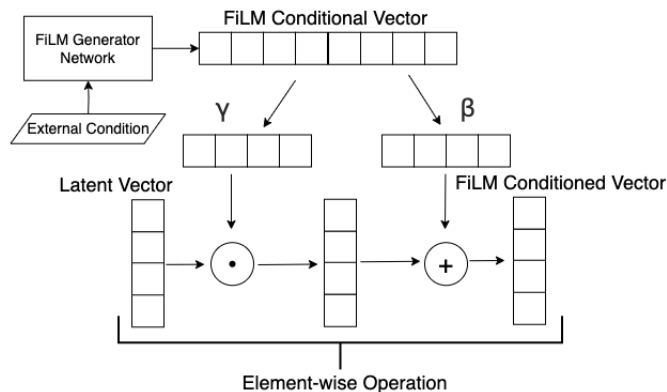 FiLM Conditional Vector
FiLM Generator
Network
External Condition
γ
β
Latent Vector
FiLM Conditioned Vector
•
+
Element-wise Operation